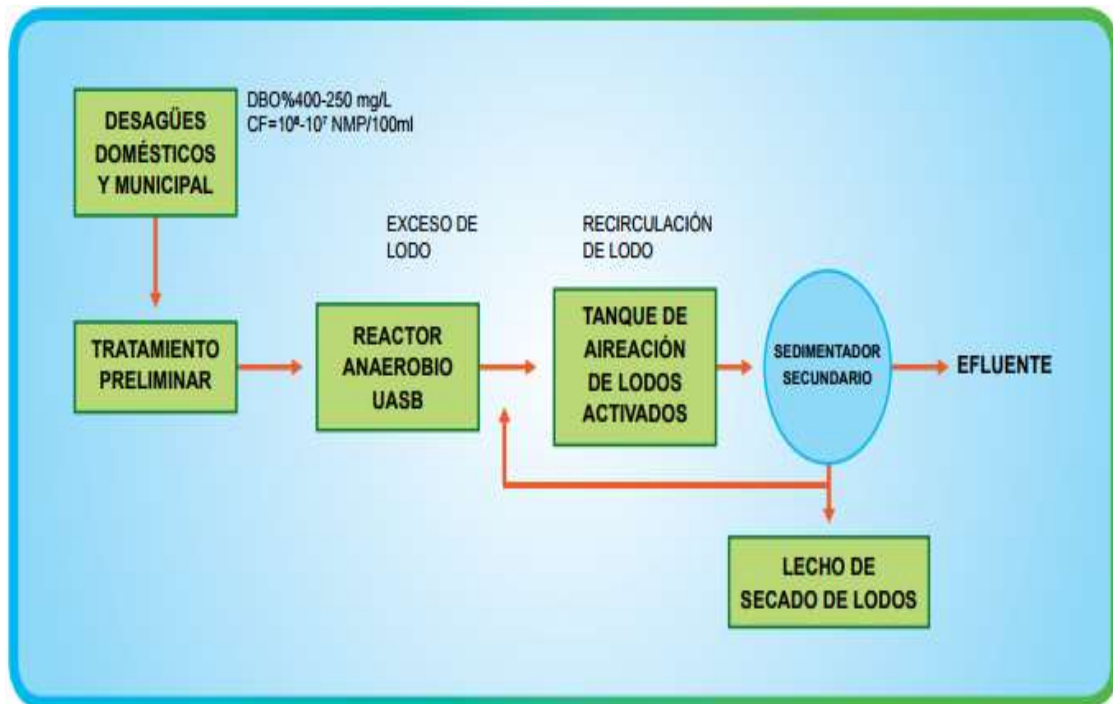 DESAGÜES
DOMÉSTICOS
Y MUNICIPAL
DBO%400-250 mg/L
CF=10⁸-10⁷ NMP/100ml
EXCESO DE
LODO
RECIRCULACIÓN
DE LODO
TRATAMIENTO
PRELIMINAR
REACTOR
ANAEROBIO
UASB
TANQUE DE
AIREACIÓN
DE LODOS
ACTIVADOS
SEDIMENTADOR
SECUNDARIO
EFLUENTE
LECHO DE
SECADO DE LODOS